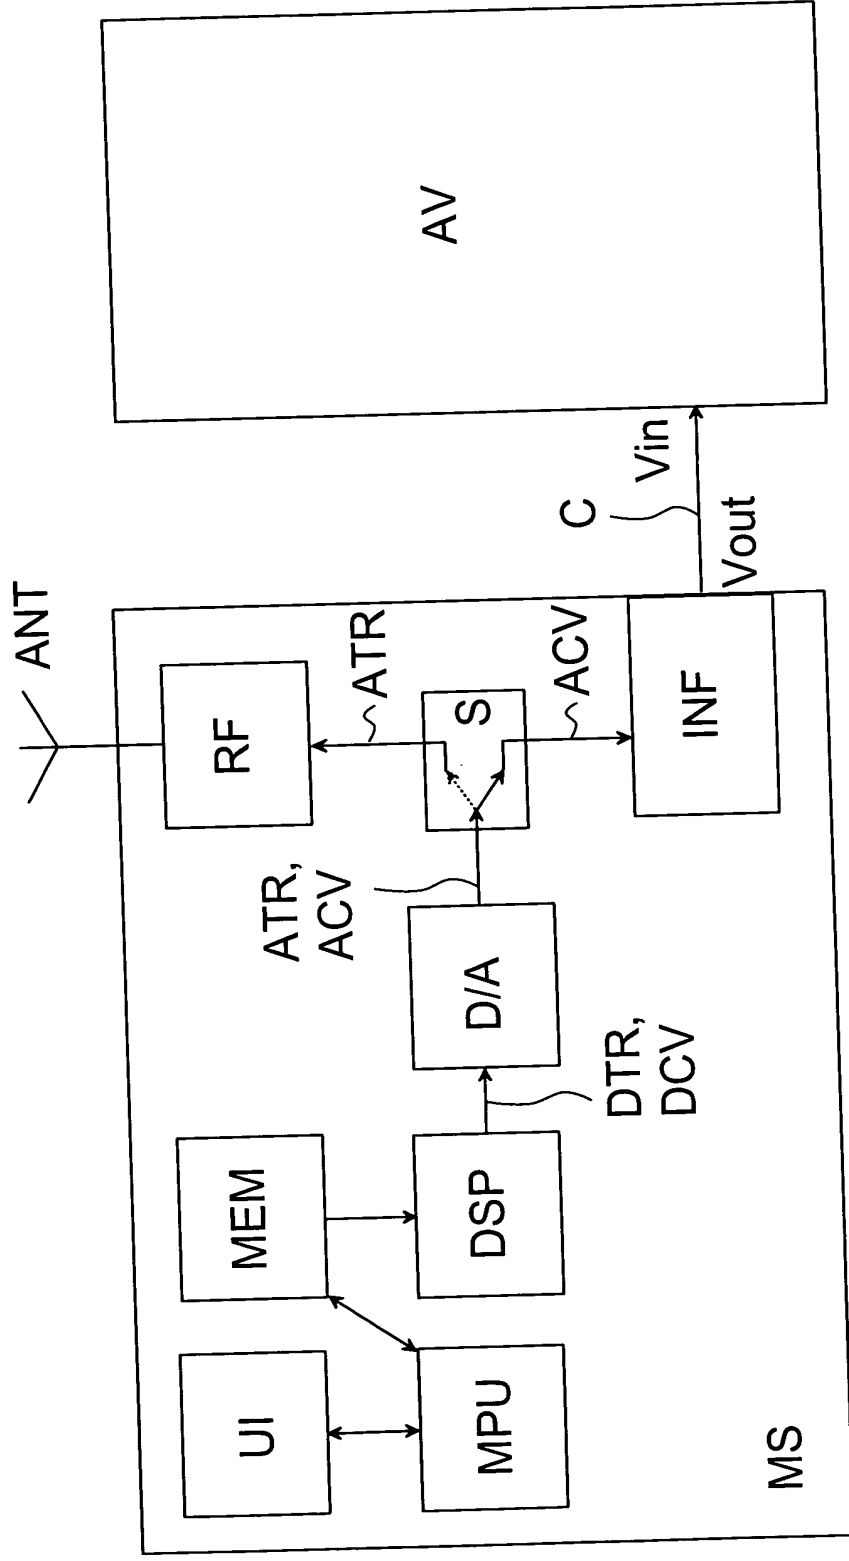 ANT
UI
MEM
RF
ATR
MPU
DSP
D/A
S
ATR,
ACV
DTR,
DCV
ACV
INF
MS
C
Vout
Vin
AV